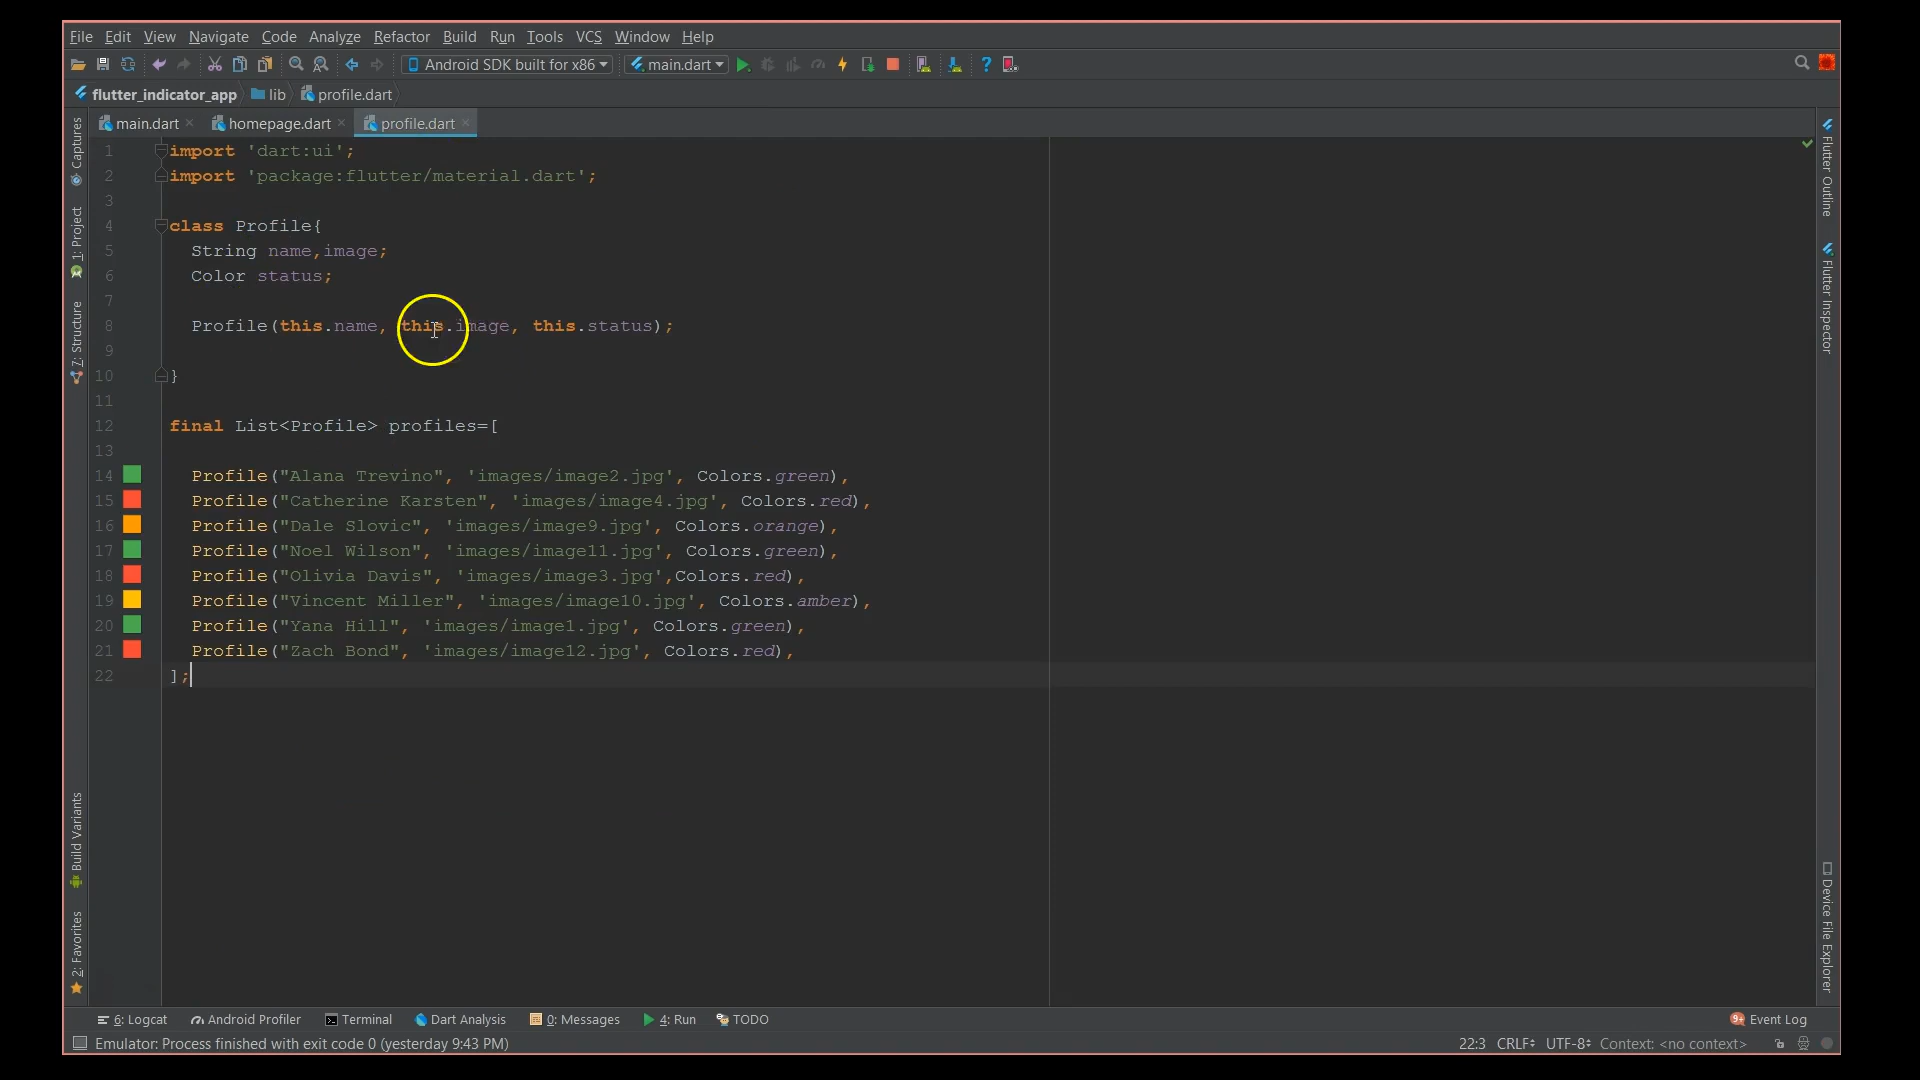 File Edit View Navigate Code Analyze Refactor Build Run Tools VCS Window Help
Android SDK built for x86 main.dart
flutter_indicator_app lib profile.dart
main.dart homepage.dart profile.dart
1 import 'dart:ui';
2 import 'package:flutter/material.dart';
3
4 class Profile{
5 String name,image;
6 Color status;
7
8 Profile(this.name, this.image, this.status);
9
10 }
11
12 final List<Profile> profiles=[
13
14 Profile("Alana Trevino", 'images/image2.jpg', Colors.green),
15 Profile("Catherine Karsten", 'images/image4.jpg', Colors.red),
16 Profile("Dale Slovic", 'images/image9.jpg', Colors.orange),
17 Profile("Noel Wilson", 'images/image11.jpg', Colors.green),
18 Profile("Olivia Davis", 'images/image3.jpg',Colors.red),
19 Profile("Vincent Miller", 'images/image10.jpg', Colors.amber),
20 Profile("Yana Hill", 'images/image1.jpg', Colors.green),
21 Profile("Zach Bond", 'images/image12.jpg', Colors.red),
22 ];
Captures
1: Project
7: Structure
Build Variants
2: Favorites
Flutter Outline
Flutter Inspector
Device File Explorer
6: Logcat Android Profiler Terminal Dart Analysis 0: Messages 4: Run TODO 9+ Event Log
Emulator: Process finished with exit code 0 (yesterday 9:43 PM) 22:3 CRLF UTF-8 Context: <no context>